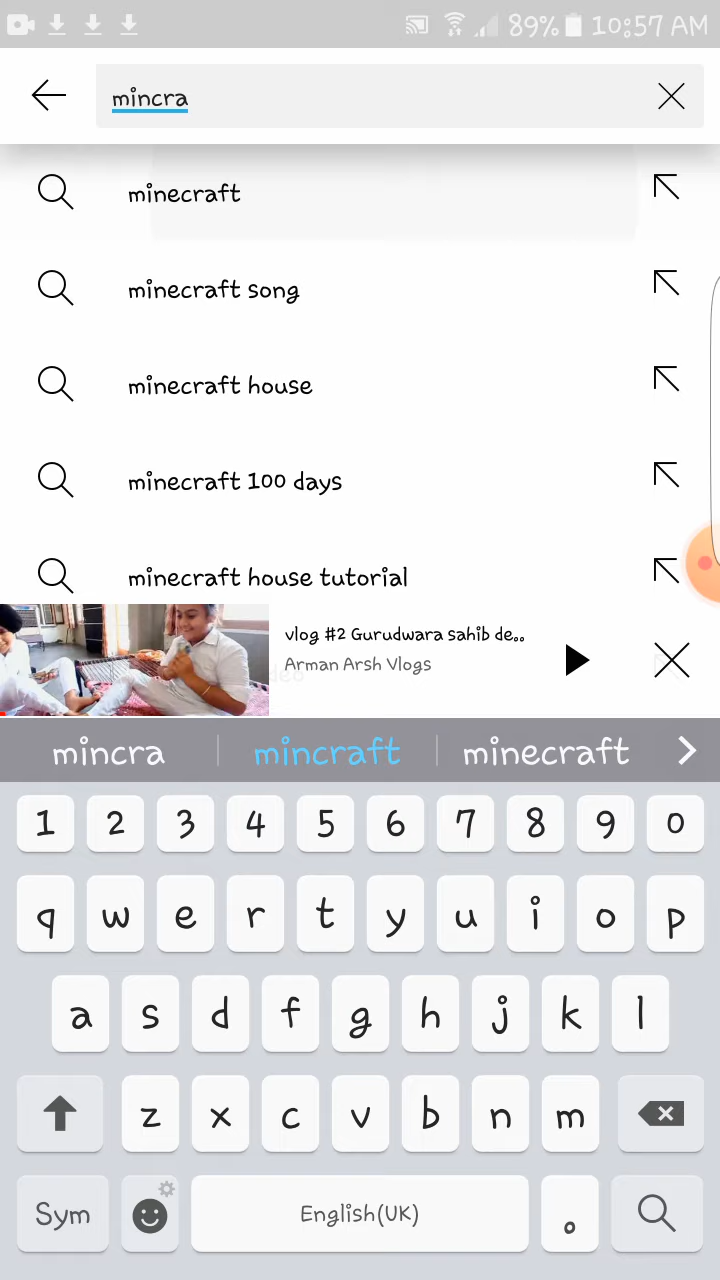 89% 10:57 AM
mincra
minecraft
minecraft song
minecraft house
minecraft 100 days
minecraft house tutorial
vlog #2 Gurudwara sahib de..
Arman Arsh Vlogs
mincra mincraft minecraft
1 2 3 4 5 6 7 8 9 0
q w e r t y u i o p
a s d f g h j k l
z x c v b n m
Sym English(UK) .